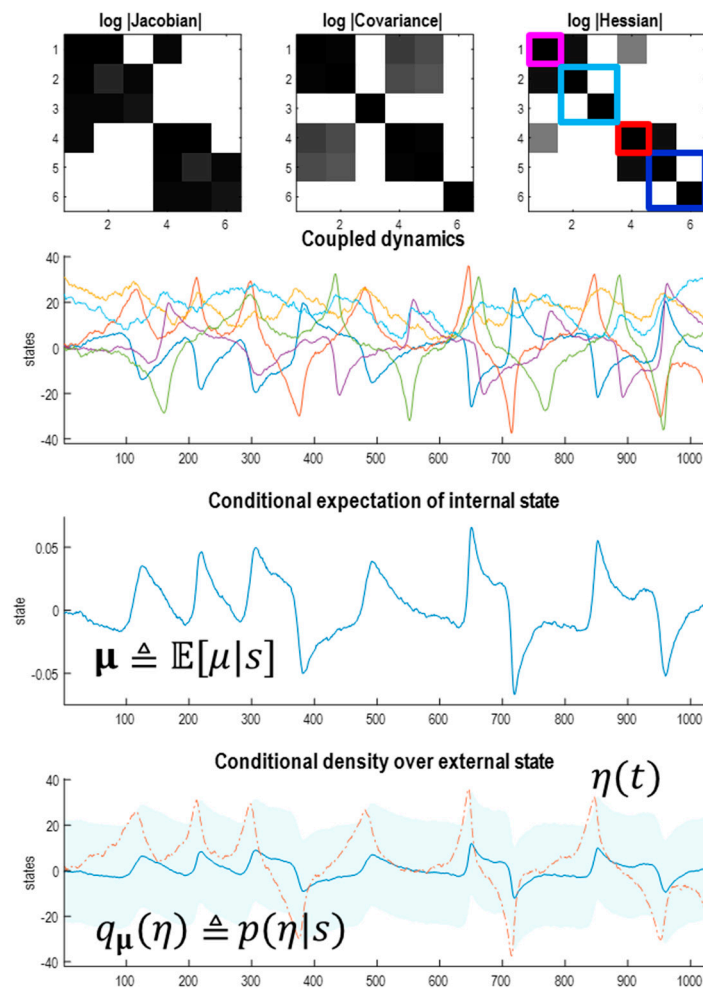 log |Jacobian|
log |Covariance|
log |Hessian|
1
2
3
4
5
6
2 4 6
1
2
3
4
5
6
2 4 6
1
2
3
4
5
6
2 4 6
Coupled dynamics
states
40
20
0
-20
-40
100 200 300 400 500 600 700 800 900 1000
Conditional expectation of internal state
state
0.05
0
-0.05
𝛍 ≜ 𝔼[μ|s]
100 200 300 400 500 600 700 800 900 1000
Conditional density over external state
η(t)
states
40
20
0
-20
-40
q𝛍(η) ≜ p(η|s)
100 200 300 400 500 600 700 800 900 1000